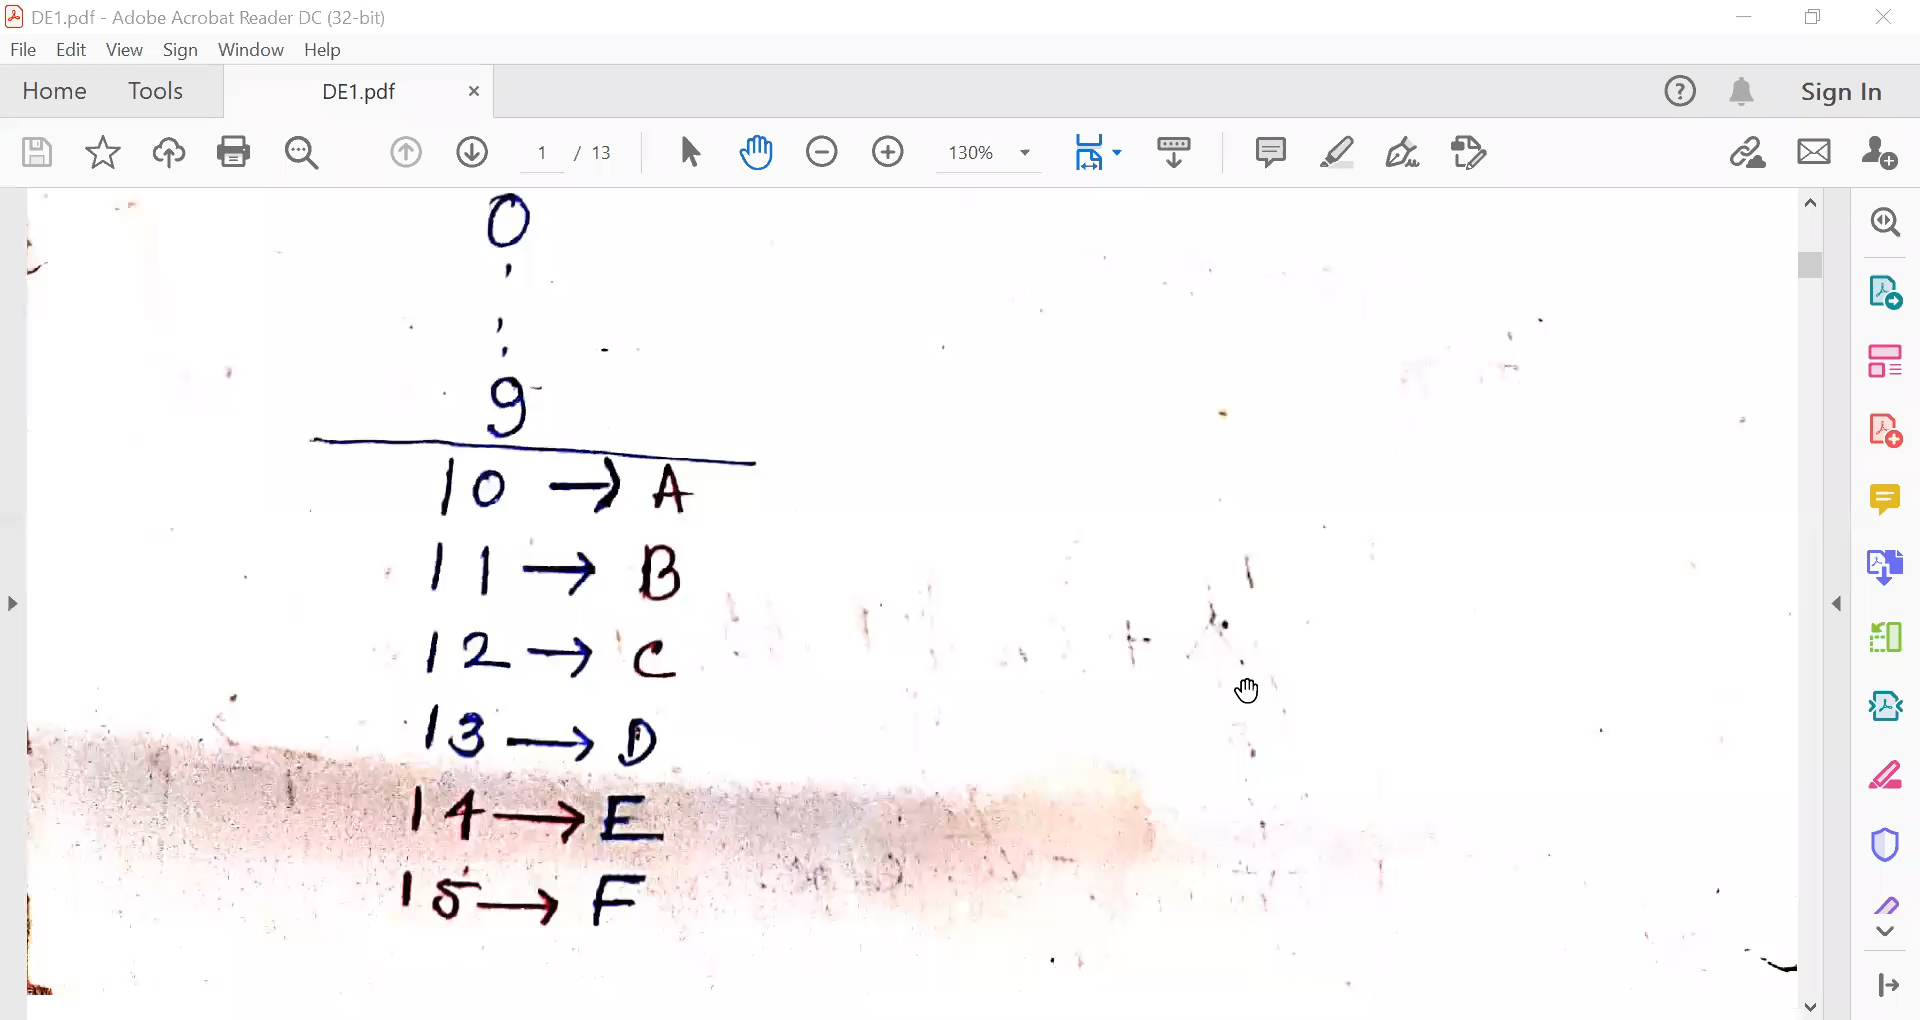 DE1.pdf - Adobe Acrobat Reader DC (32-bit)
File Edit View Sign Window Help
Home Tools DE1.pdf × ? Sign In
1 / 13 130%
0
9
10 → A
11 → B
12 → C
13 → D
14 → E
15 → F